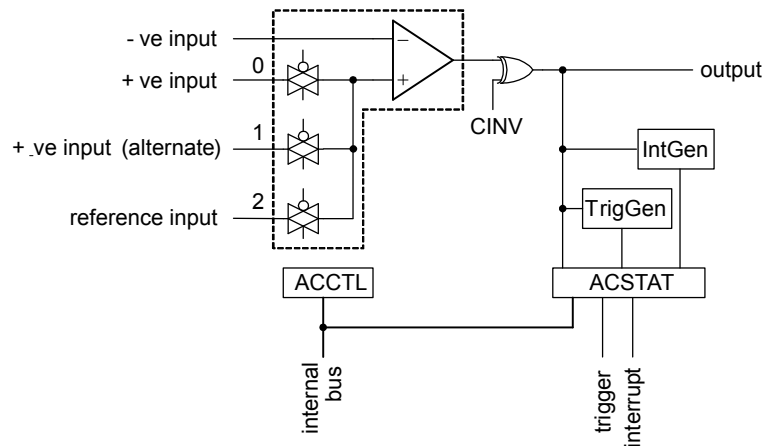 - ve input
+ ve input
0
output
CINV
+ ve input (alternate)
1
IntGen
TrigGen
reference input
2
ACCTL
ACSTAT
internal
bus
trigger
interrupt